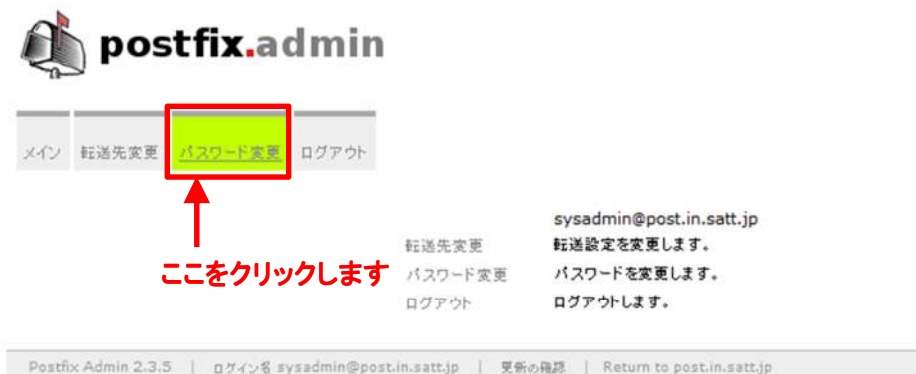 postfix.admin
メイン 転送先変更 パスワード変更 ログアウト
sysadmin@post.in.satt.jp
転送先変更 転送設定を変更します。
ここをクリックします
パスワード変更 パスワードを変更します。
ログアウト ログアウトします。
Postfix Admin 2.3.5 | ログイン名 sysadmin@post.in.satt.jp | 更新の確認 | Return to post.in.satt.jp